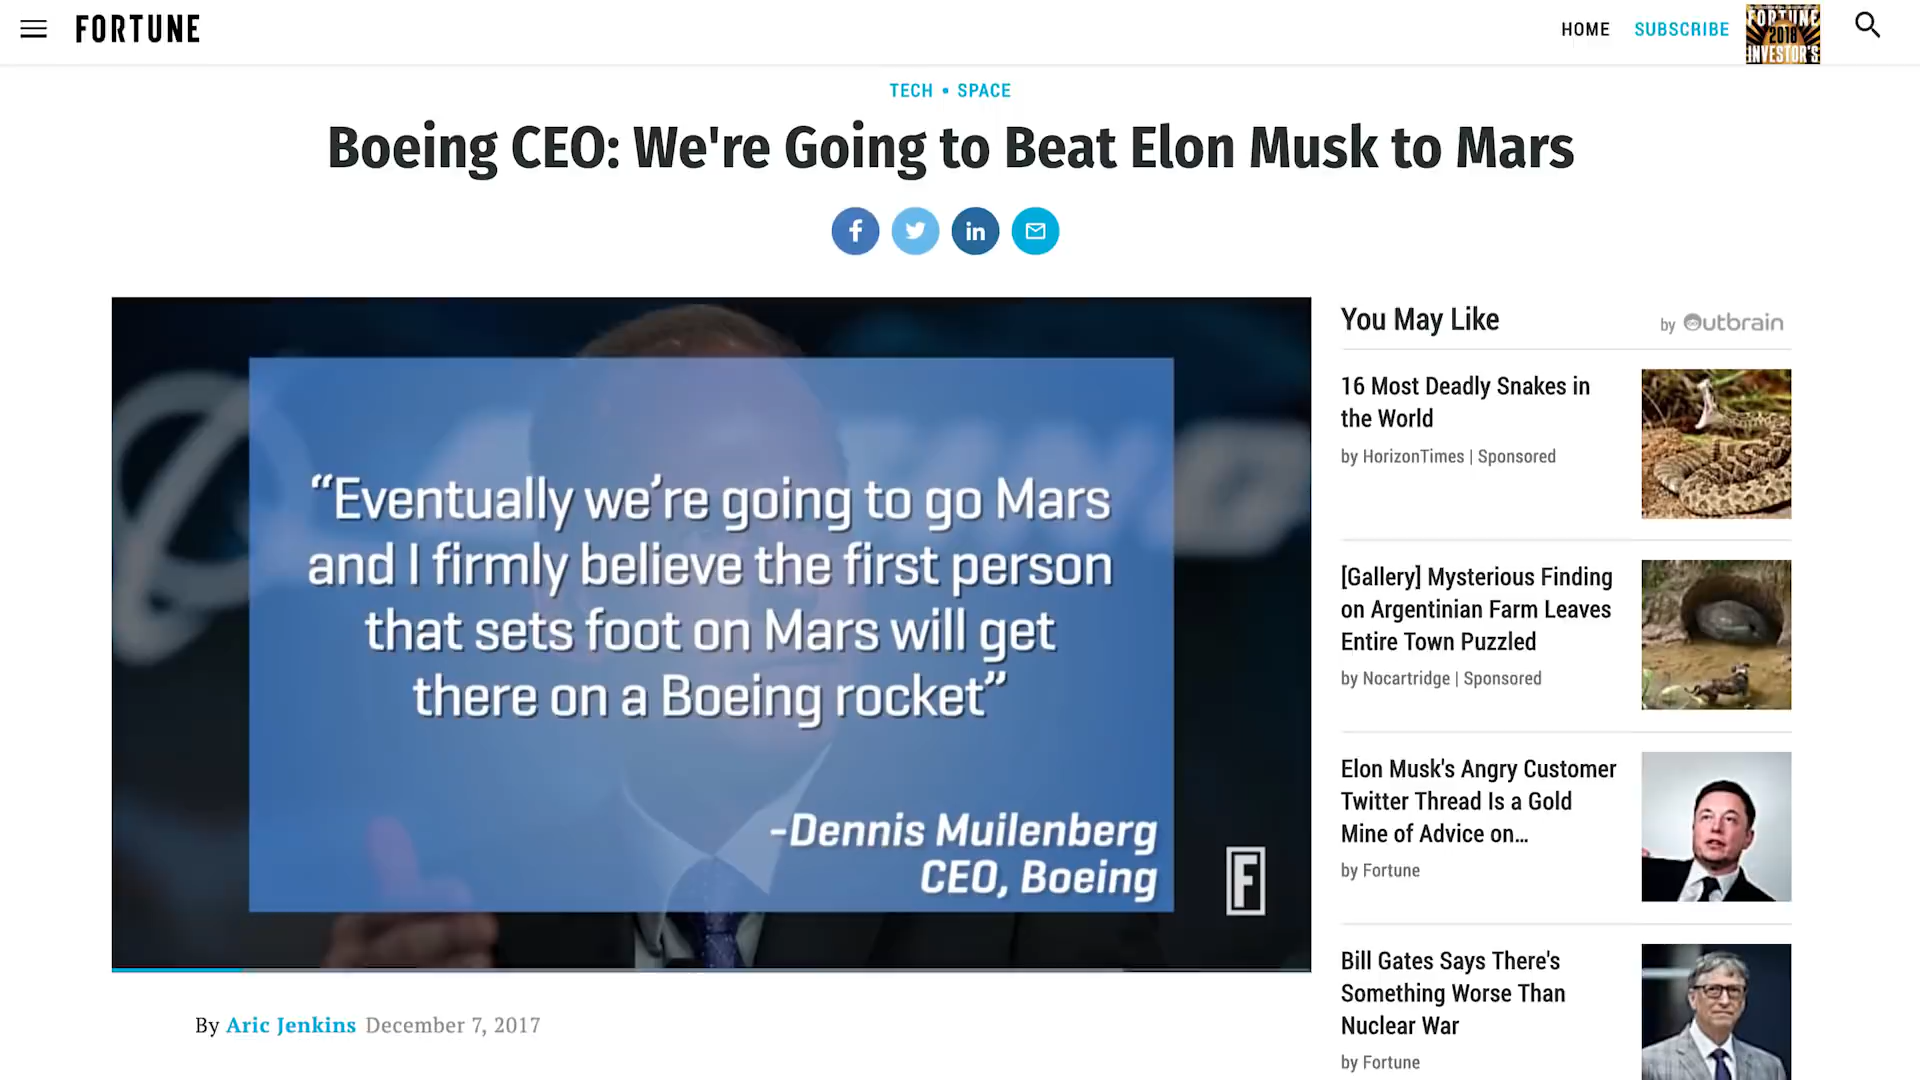 FORTUNE
HOME
SUBSCRIBE
FORTUNE
2018
INVESTOR'S
TECH • SPACE
Boeing CEO: We're Going to Beat Elon Musk to Mars
f
in
“Eventually we’re going to go Mars
and I firmly believe the first person
that sets foot on Mars will get
there on a Boeing rocket”
-Dennis Muilenberg
CEO, Boeing
F
By Aric Jenkins December 7, 2017
You May Like
by Outbrain
16 Most Deadly Snakes in
the World
by HorizonTimes | Sponsored
[Gallery] Mysterious Finding
on Argentinian Farm Leaves
Entire Town Puzzled
by Nocartridge | Sponsored
Elon Musk's Angry Customer
Twitter Thread Is a Gold
Mine of Advice on...
by Fortune
Bill Gates Says There's
Something Worse Than
Nuclear War
by Fortune